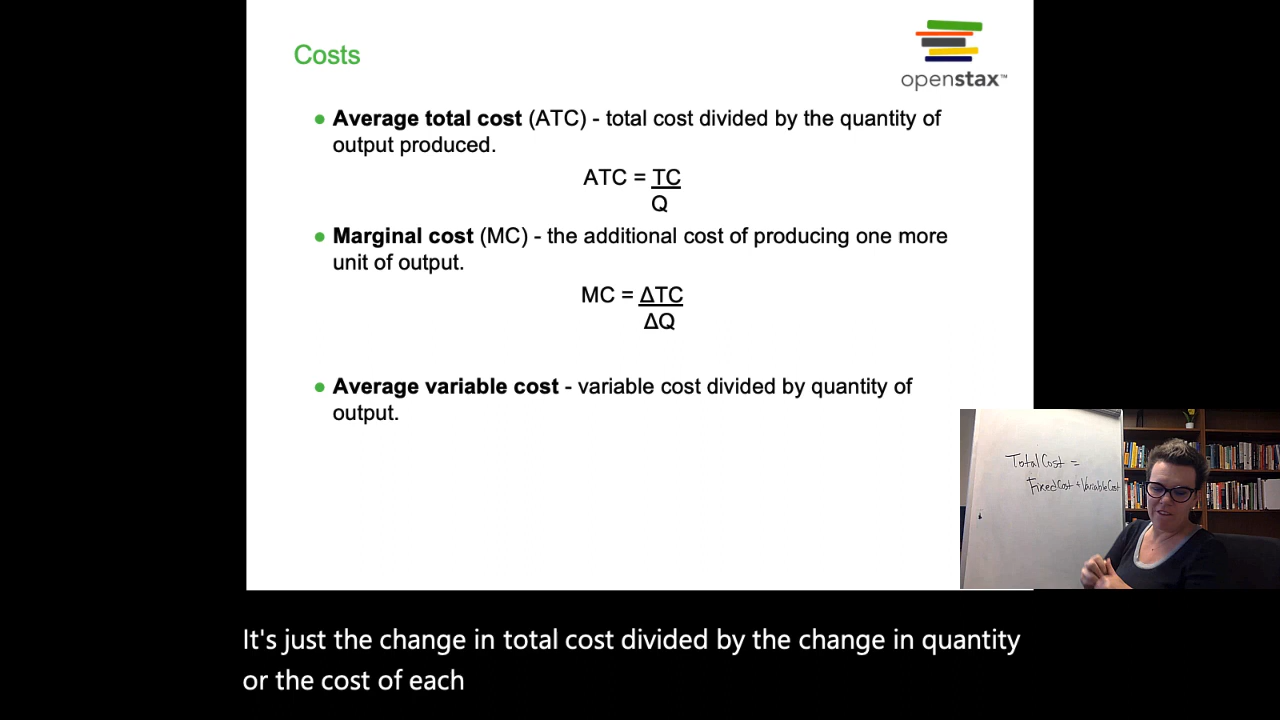 Costs
openstax™
● Average total cost (ATC) - total cost divided by the quantity of
output produced.
ATC = TC
Q
● Marginal cost (MC) - the additional cost of producing one more
unit of output.
MC = ΔTC
ΔQ
● Average variable cost - variable cost divided by quantity of
output.
Total Cost =
Fixed Cost + Variable Cost
It's just the change in total cost divided by the change in quantity
or the cost of each